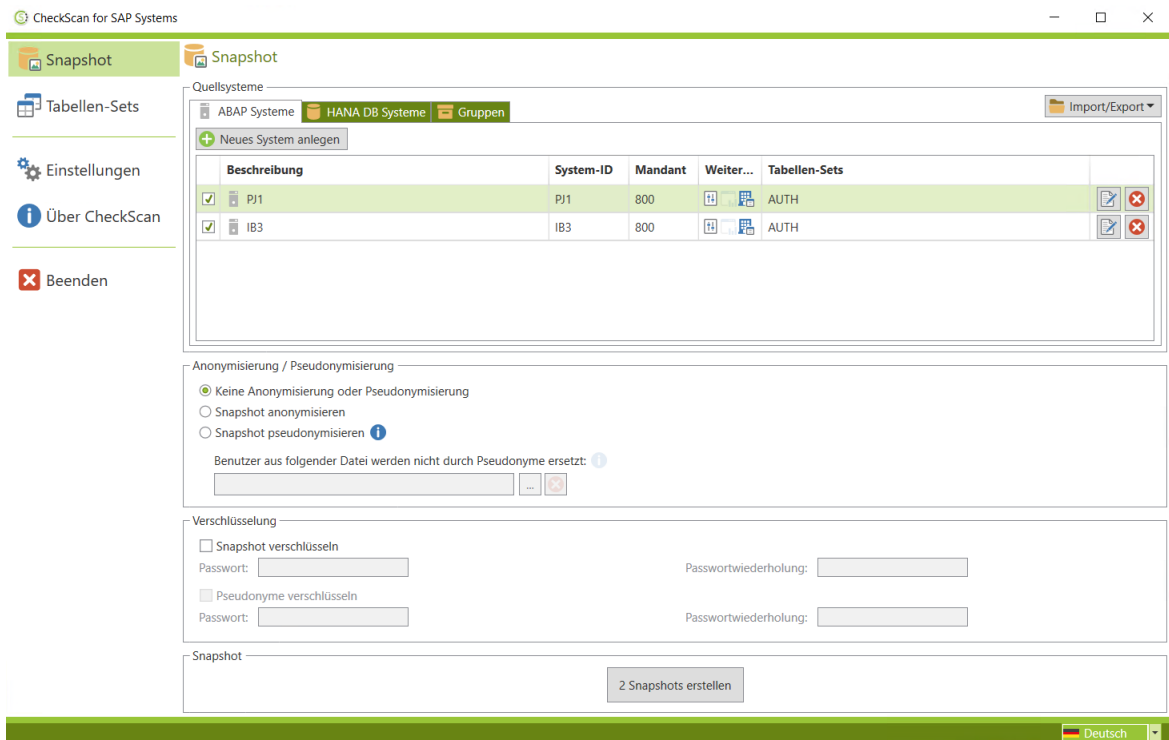 CheckScan for SAP Systems
Snapshot
Tabellen-Sets
Einstellungen
Über CheckScan
Beenden
Snapshot
Quellsysteme
ABAP Systeme HANA DB Systeme Gruppen Import/Export
Neues System anlegen
Beschreibung System-ID Mandant Weiter... Tabellen-Sets
PJ1 PJ1 800 AUTH
IB3 IB3 800 AUTH
Anonymisierung / Pseudonymisierung
Keine Anonymisierung oder Pseudonymisierung
Snapshot anonymisieren
Snapshot pseudonymisieren
Benutzer aus folgender Datei werden nicht durch Pseudonyme ersetzt:
...
Verschlüsselung
Snapshot verschlüsseln
Passwort: Passwortwiederholung:
Pseudonyme verschlüsseln
Passwort: Passwortwiederholung:
Snapshot
2 Snapshots erstellen
Deutsch